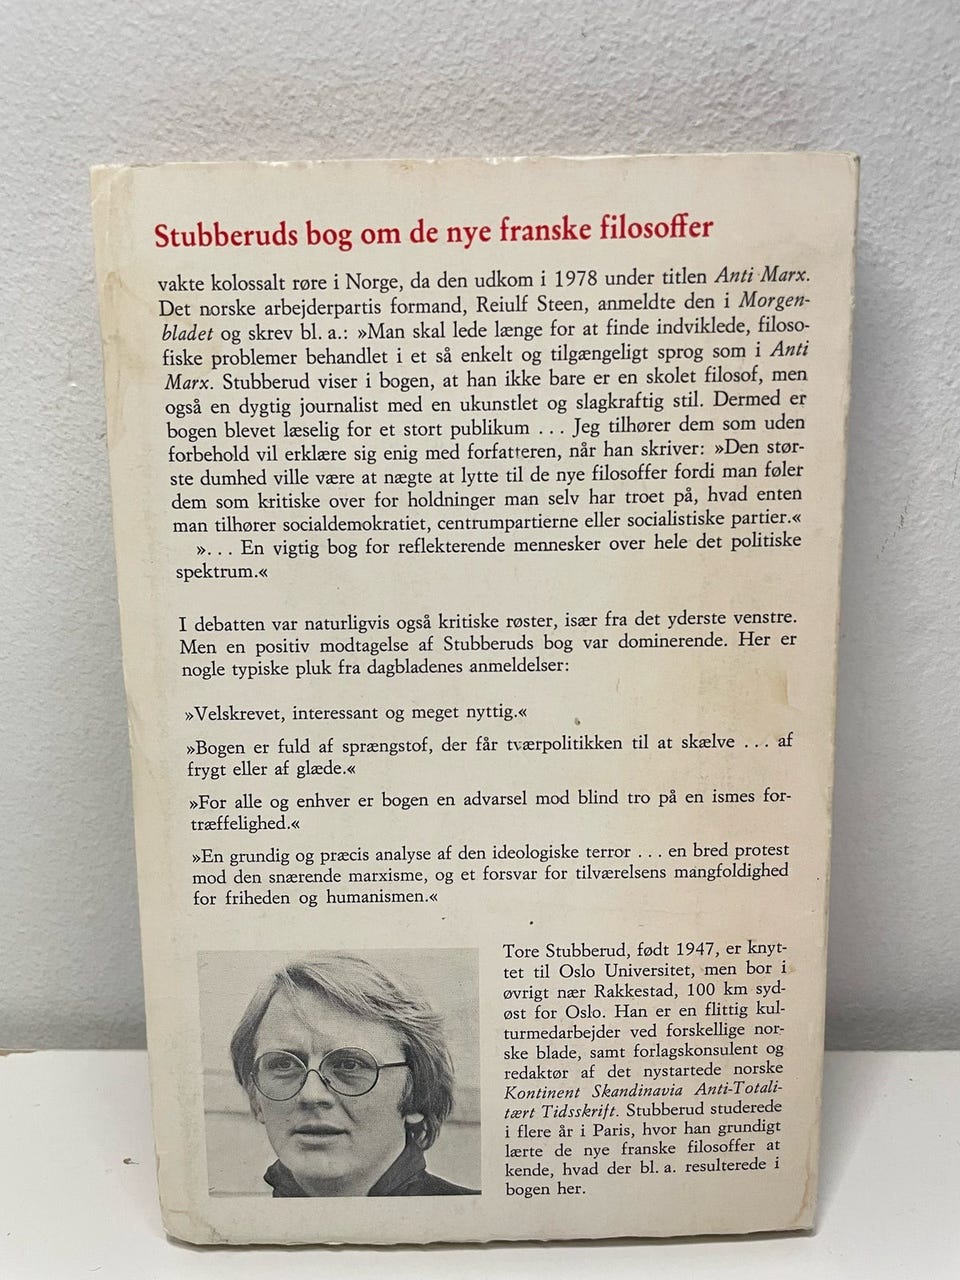 Stubberuds bog om de nye franske filosoffer
vakte kolossalt røre i Norge, da den udkom i 1978 under titlen Anti Marx.
Det norske arbejderpartis formand, Reiulf Steen, anmeldte den i Morgen-
bladet og skrev bl. a.: »Man skal lede længe for at finde indviklede, filoso-
fiske problemer behandlet i et så enkelt og tilgængeligt sprog som i Anti
Marx. Stubberud viser i bogen, at han ikke bare er en skolet filosof, men
også en dygtig journalist med en ukunstlet og slagkraftig stil. Dermed er
bogen blevet læselig for et stort publikum ... Jeg tilhører dem som uden
forbehold vil erklære sig enig med forfatteren, når han skriver: »Den stør-
ste dumhed ville være at nægte at lytte til de nye filosoffer fordi man føler
dem som kritiske over for holdninger man selv har troet på, hvad enten
man tilhører socialdemokratiet, centrumpartierne eller socialistiske partier.«
»... En vigtig bog for reflekterende mennesker over hele det politiske
spektrum.«
I debatten var naturligvis også kritiske røster, især fra det yderste venstre.
Men en positiv modtagelse af Stubberuds bog var dominerende. Her er
nogle typiske pluk fra dagbladenes anmeldelser:
»Velskrevet, interessant og meget nyttig.«
»Bogen er fuld af sprængstof, der får tværpolitikken til at skælve ... af
frygt eller af glæde.«
»For alle og enhver er bogen en advarsel mod blind tro på en ismes for-
træffelighed.«
»En grundig og præcis analyse af den ideologiske terror ... en bred protest
mod den snærende marxisme, og et forsvar for tilværelsens mangfoldighed
for friheden og humanismen.«
Tore Stubberud, født 1947, er knyt-
tet til Oslo Universitet, men bor i
øvrigt nær Rakkestad, 100 km syd-
øst for Oslo. Han er en flittig kul-
turmedarbejder ved forskellige nor-
ske blade, samt forlagskonsulent og
redaktør af det nystartede norske
Kontinent Skandinavia Anti-Totali-
tært Tidsskrift. Stubberud studerede
i flere år i Paris, hvor han grundigt
lærte de nye franske filosoffer at
kende, hvad der bl. a. resulterede i
bogen her.